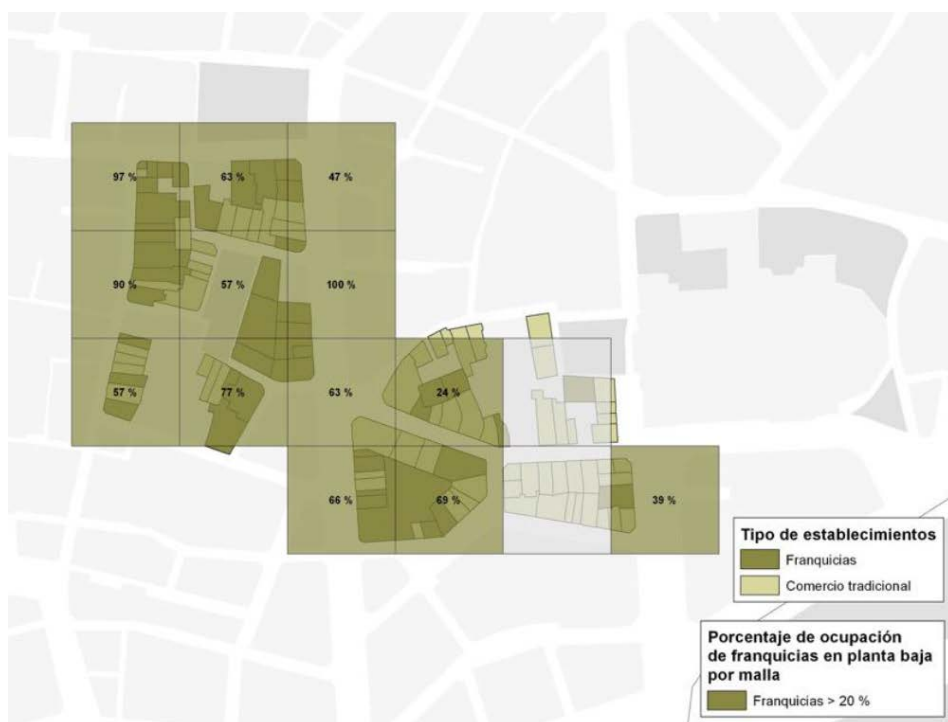 97 %
63 %
47 %
90 %
57 %
100 %
57 %
77 %
63 %
24 %
66 %
69 %
39 %
Tipo de establecimientos
Franquicias
Comercio tradicional
Porcentaje de ocupación
de franquicias en planta baja
por malla
Franquicias > 20 %